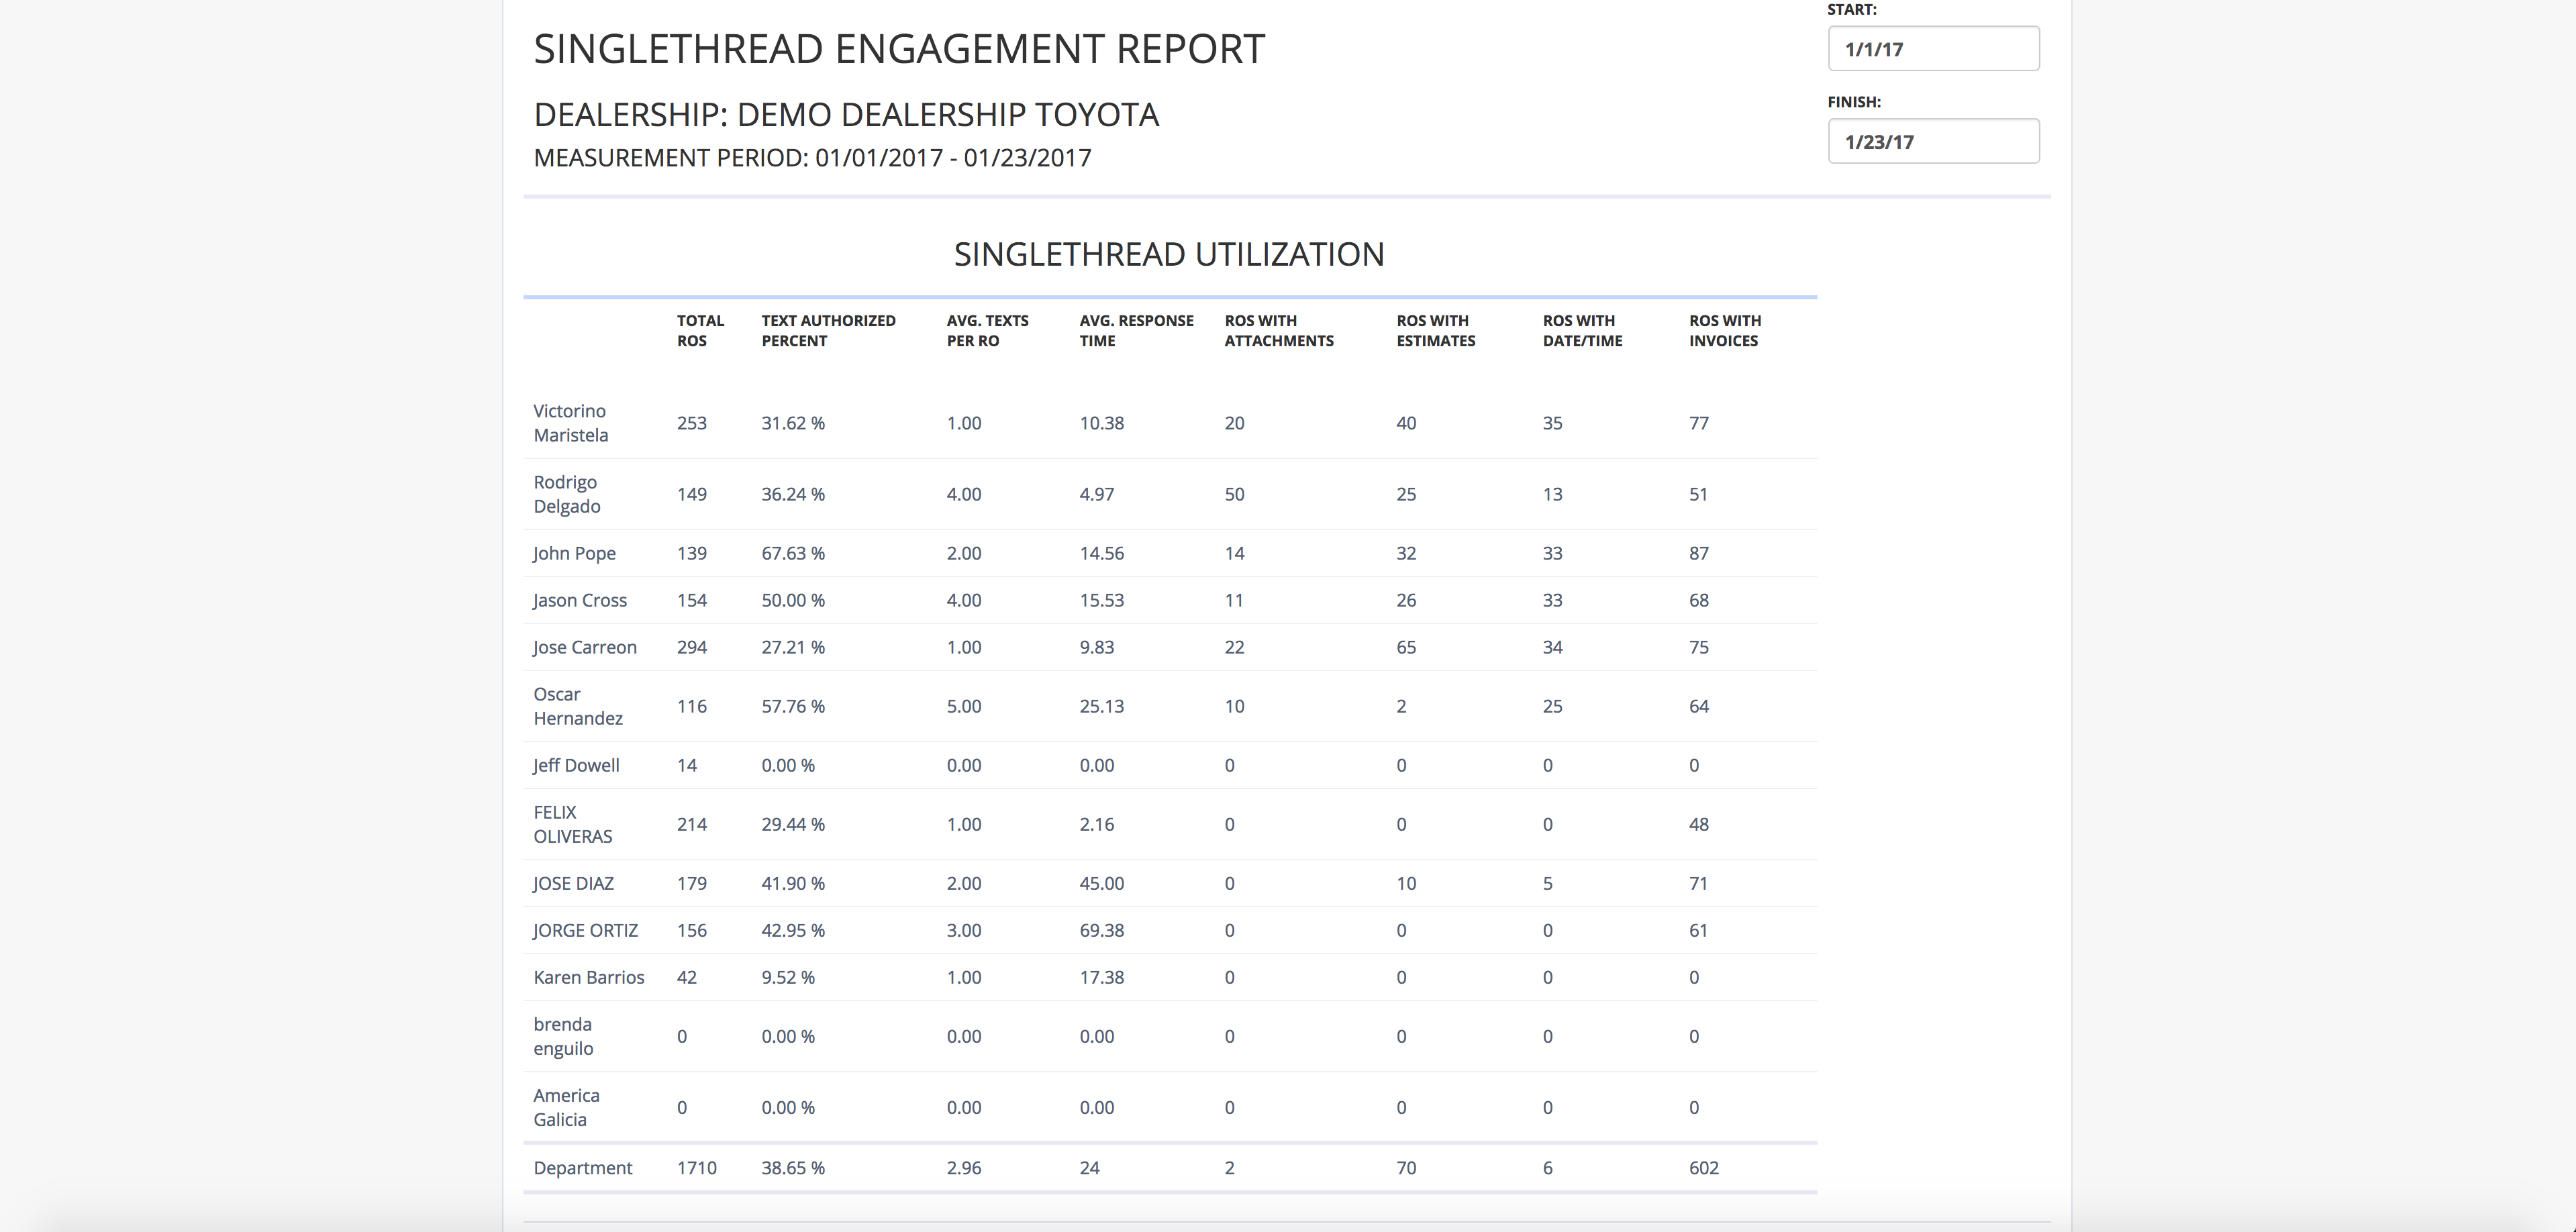 START:
SINGLETHREAD ENGAGEMENT REPORT
1/1/17
DEALERSHIP: DEMO DEALERSHIP TOYOTA
FINISH:
MEASUREMENT PERIOD: 01/01/2017 - 01/23/2017
1/23/17
SINGLETHREAD UTILIZATION
TOTAL ROS TEXT AUTHORIZED PERCENT AVG. TEXTS PER RO AVG. RESPONSE TIME ROS WITH ATTACHMENTS ROS WITH ESTIMATES ROS WITH DATE/TIME ROS WITH INVOICES
Victorino Maristela 253 31.62 % 1.00 10.38 20 40 35 77
Rodrigo Delgado 149 36.24 % 4.00 4.97 50 25 13 51
John Pope 139 67.63 % 2.00 14.56 14 32 33 87
Jason Cross 154 50.00 % 4.00 15.53 11 26 33 68
Jose Carreon 294 27.21 % 1.00 9.83 22 65 34 75
Oscar Hernandez 116 57.76 % 5.00 25.13 10 2 25 64
Jeff Dowell 14 0.00 % 0.00 0.00 0 0 0 0
FELIX OLIVERAS 214 29.44 % 1.00 2.16 0 0 0 48
JOSE DIAZ 179 41.90 % 2.00 45.00 0 10 5 71
JORGE ORTIZ 156 42.95 % 3.00 69.38 0 0 0 61
Karen Barrios 42 9.52 % 1.00 17.38 0 0 0 0
brenda enguilo 0 0.00 % 0.00 0.00 0 0 0 0
America Galicia 0 0.00 % 0.00 0.00 0 0 0 0
Department 1710 38.65 % 2.96 24 2 70 6 602